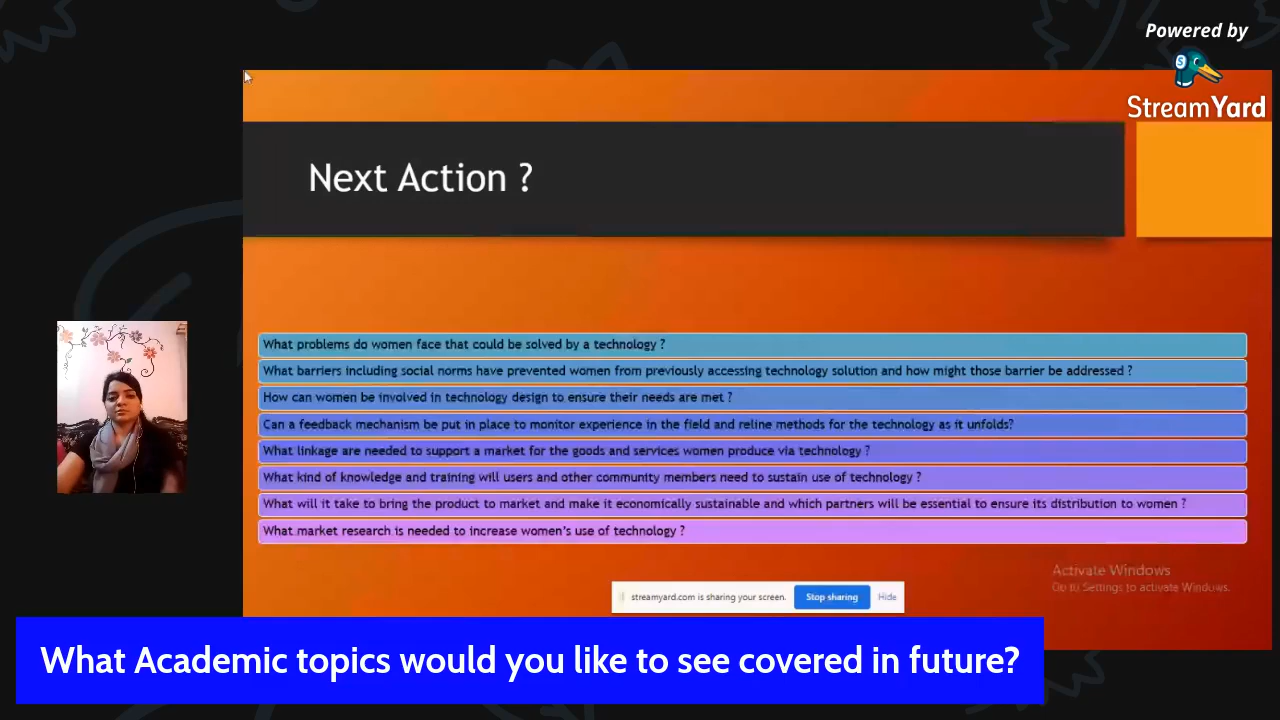 Powered by
StreamYard
Next Action ?
What problems do women face that could be solved by a technology ?
What barriers including social norms have prevented women from previously accessing technology solution and how might those barrier be addressed ?
How can women be involved in technology design to ensure their needs are met ?
Can a feedback mechanism be put in place to monitor experience in the field and reline methods for the technology as it unfolds?
What linkage are needed to support a market for the goods and services women produce via technology ?
What kind of knowledge and training will users and other community members need to sustain use of technology ?
What will it take to bring the product to market and make it economically sustainable and which partners will be essential to ensure its distribution to women ?
What market research is needed to increase women's use of technology ?
Activate Windows
Go to Settings to activate Windows.
streamyard.com is sharing your screen.
Stop sharing
Hide
What Academic topics would you like to see covered in future?